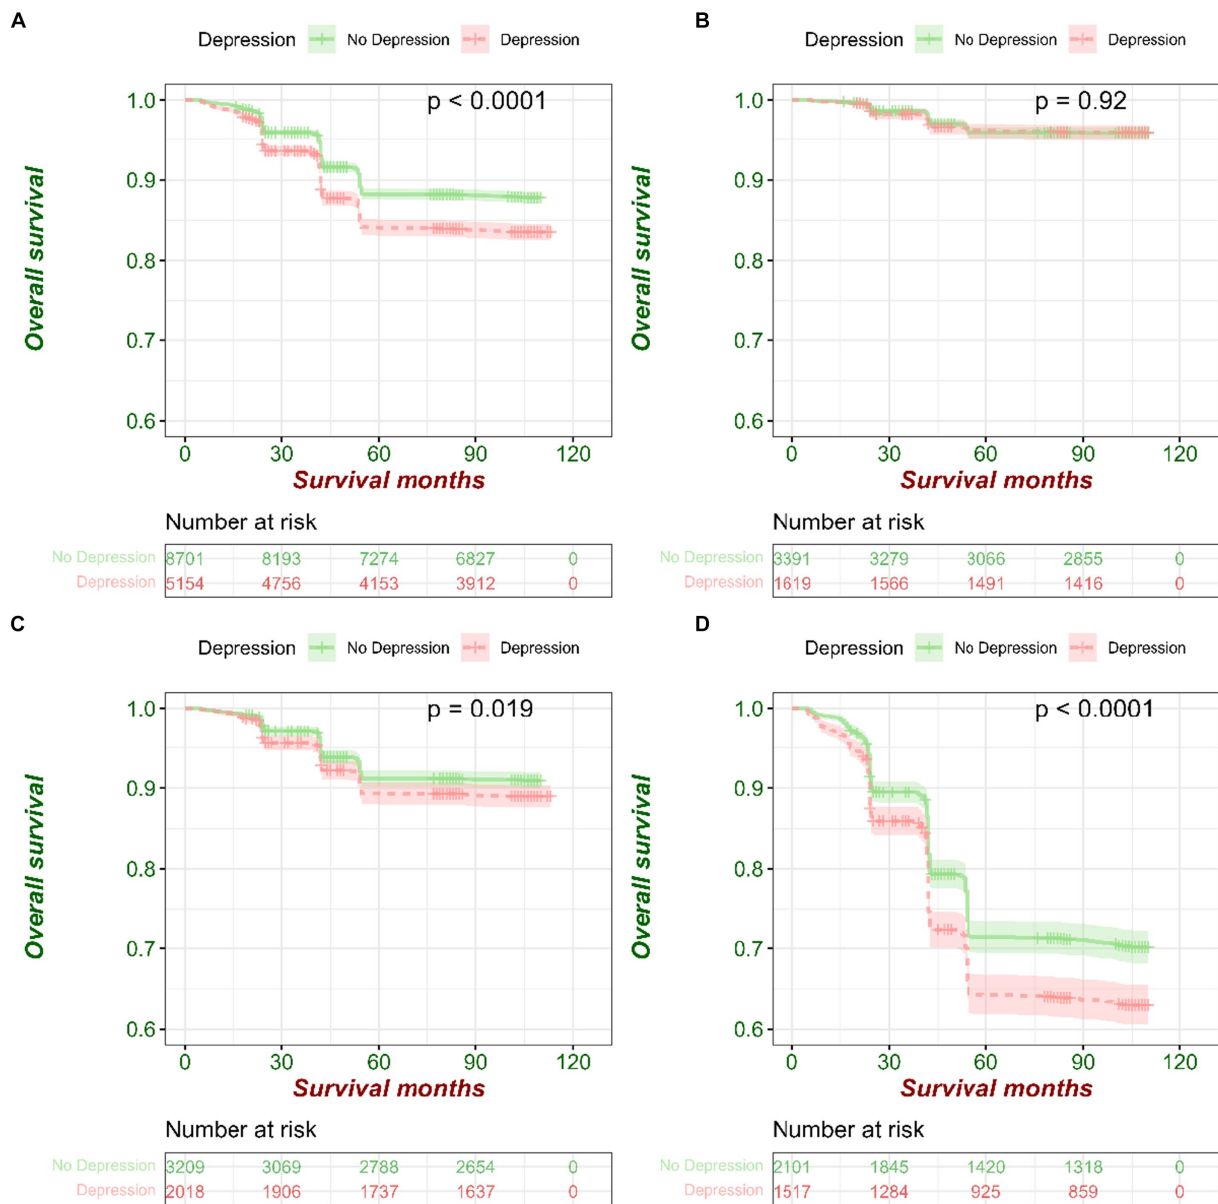 A
Depression No Depression Depression
p < 0.0001
1.0
0.9
0.8
0.7
0.6
Overall survival
0 30 60 90 120
Survival months
Number at risk
No Depression 8701 8193 7274 6827 0
Depression 5154 4756 4153 3912 0
B
Depression No Depression Depression
p = 0.92
1.0
0.9
0.8
0.7
0.6
Overall survival
0 30 60 90 120
Survival months
Number at risk
No Depression 3391 3279 3066 2855 0
Depression 1619 1566 1491 1416 0
C
Depression No Depression Depression
p = 0.019
1.0
0.9
0.8
0.7
0.6
Overall survival
0 30 60 90 120
Survival months
Number at risk
No Depression 3209 3069 2788 2654 0
Depression 2018 1906 1737 1637 0
D
Depression No Depression Depression
p < 0.0001
1.0
0.9
0.8
0.7
0.6
Overall survival
0 30 60 90 120
Survival months
Number at risk
No Depression 2101 1845 1420 1318 0
Depression 1517 1284 925 859 0